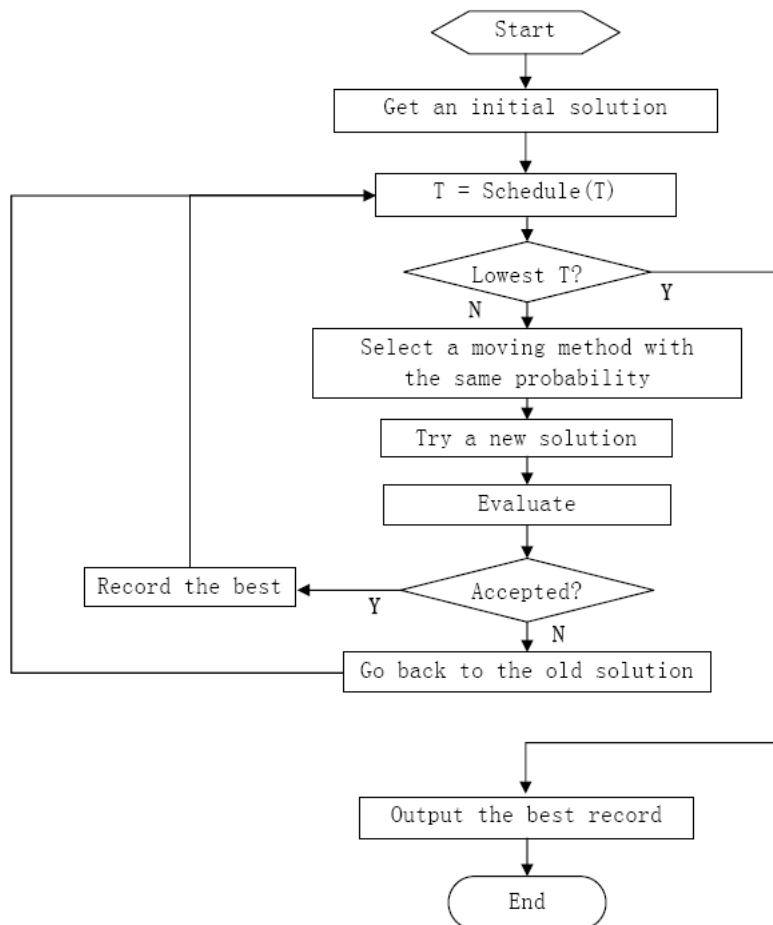 Start
Get an initial solution
T = Schedule(T)
Lowest T?
Y
N
Select a moving method with
the same probability
Try a new solution
Evaluate
Accepted?
Record the best
Y
N
Go back to the old solution
Output the best record
End